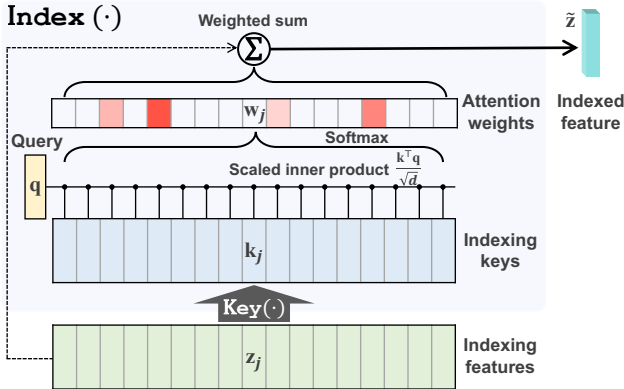 Index(·)
Weighted sum
Σ
z̃
w_j
Attention
weights
Indexed
feature
Softmax
Query
q
Scaled inner product k^⊤q/√d
k_j
Indexing
keys
Key(·)
z_j
Indexing
features